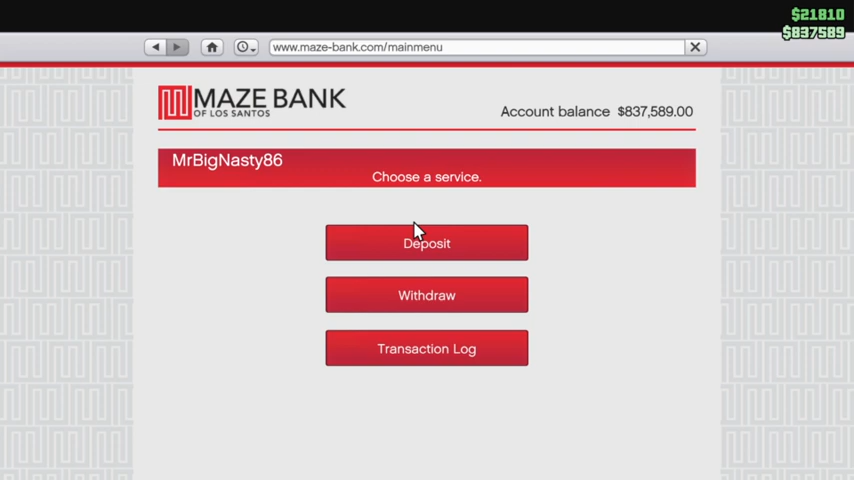 $21810
$837589
www.maze-bank.com/mainmenu
MAZE BANK
OF LOS SANTOS
Account balance $837,589.00
MrBigNasty86
Choose a service.
Deposit
Withdraw
Transaction Log